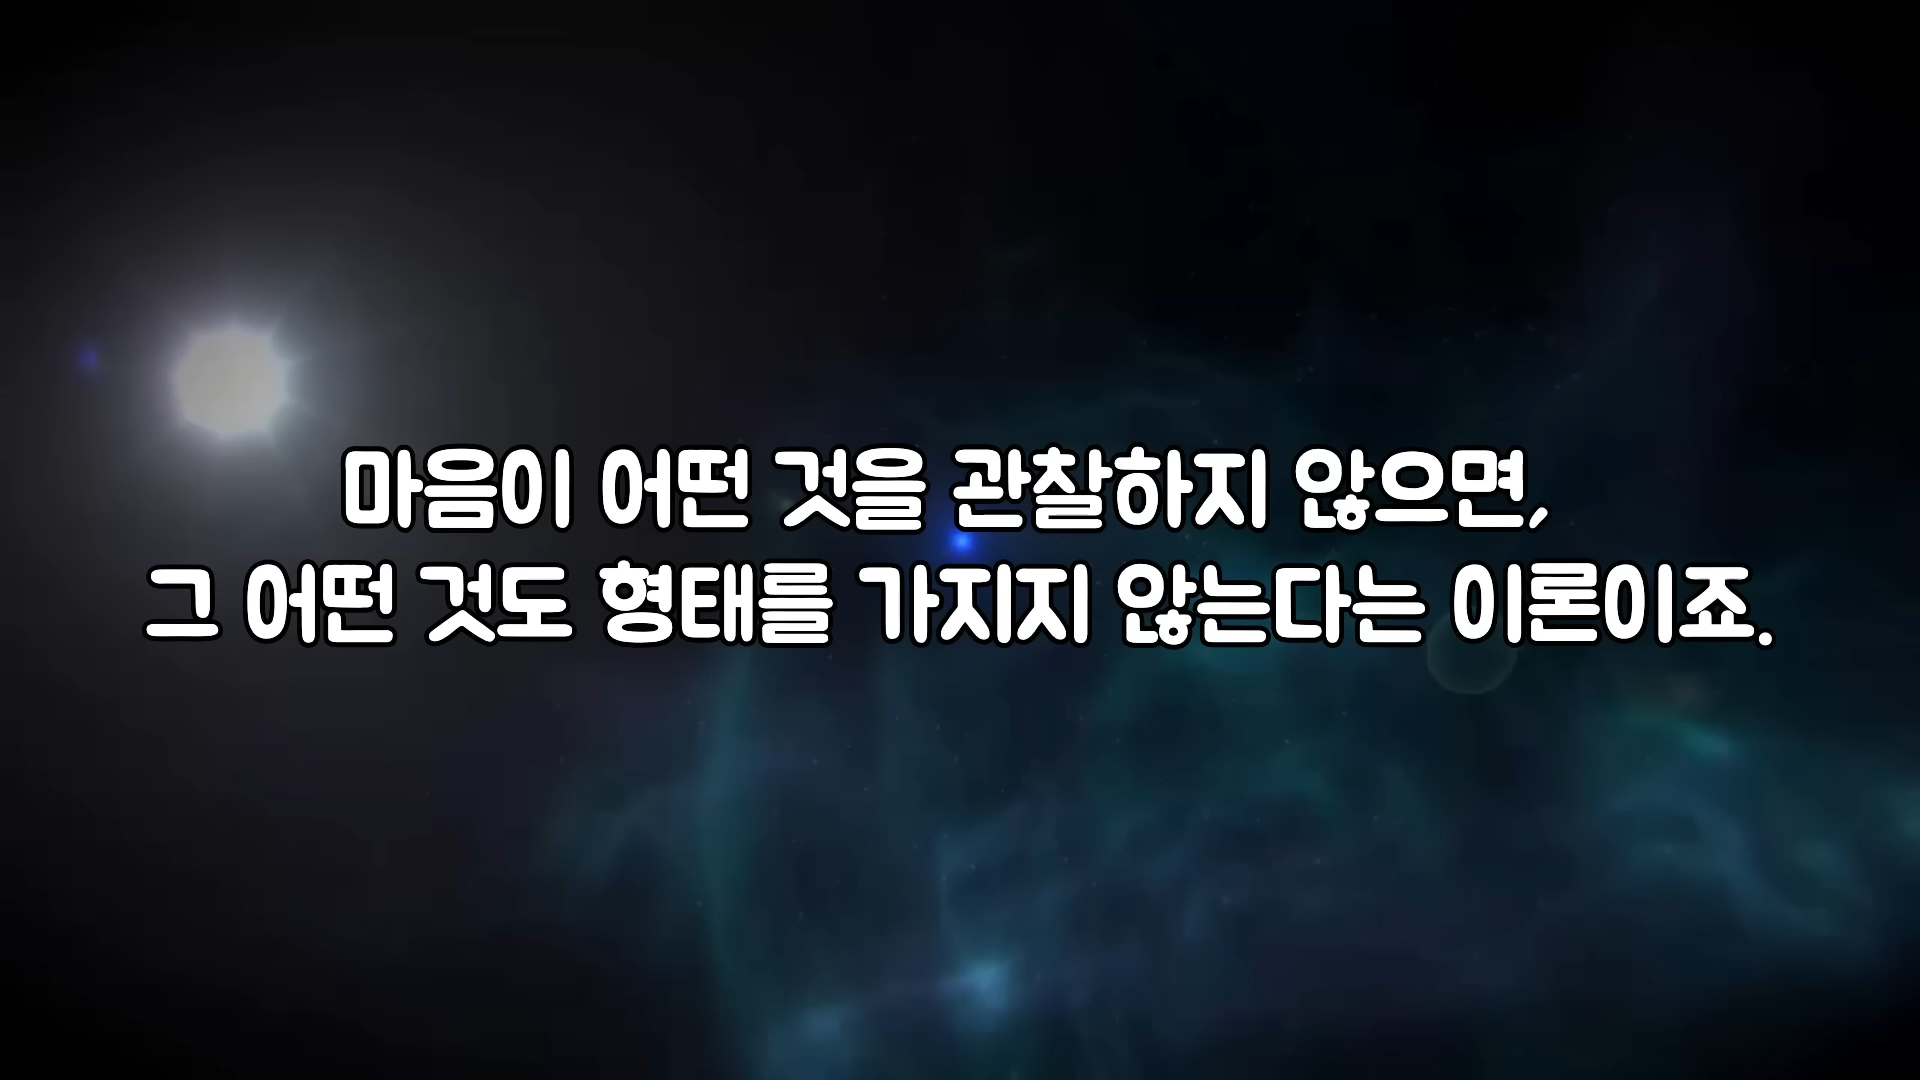 마음이 어떤 것을 관찰하지 않으면,
그 어떤 것도 형태를 가지지 않는다는 이론이죠.